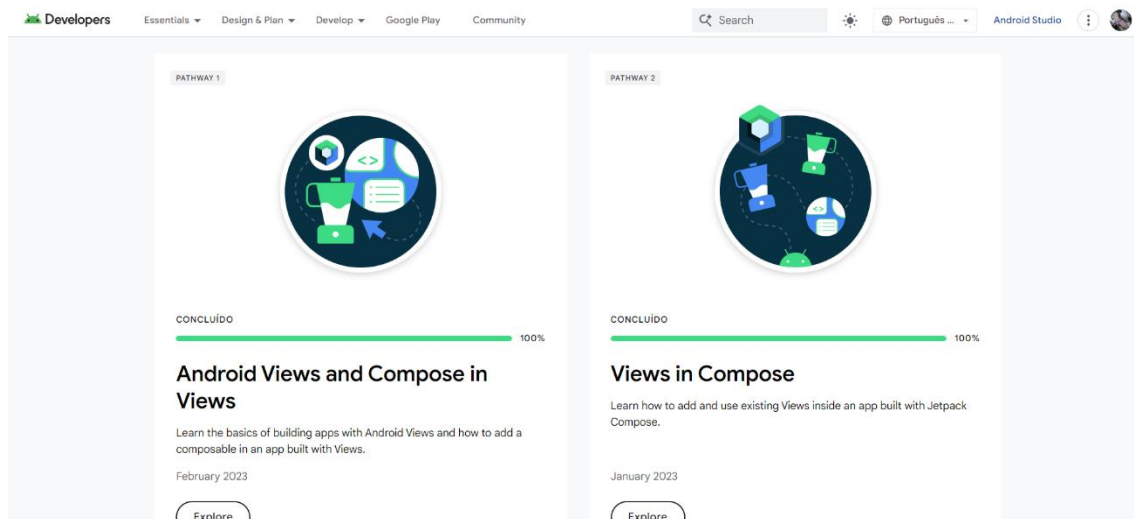 Developers Essentials Design & Plan Develop Google Play Community Search Português ... Android Studio
PATHWAY 1
CONCLUÍDO
100%
Android Views and Compose in
Views
Learn the basics of building apps with Android Views and how to add a
composable in an app built with Views.
February 2023
Explore
PATHWAY 2
CONCLUÍDO
100%
Views in Compose
Learn how to add and use existing Views inside an app built with Jetpack
Compose.
January 2023
Explore